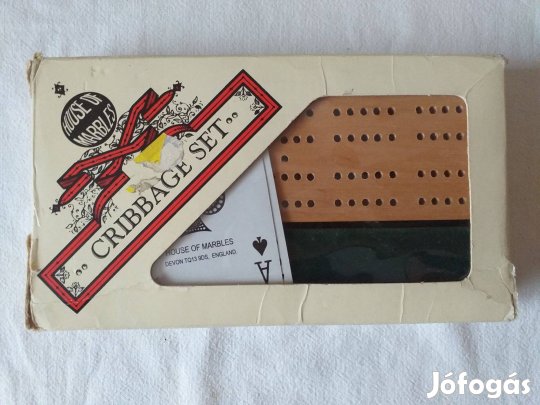 HOUSE OF
MARBLES
CRIBBAGE SET
HOUSE OF MARBLES
DEVON TQ13 9DS, ENGLAND
A
Jófogás